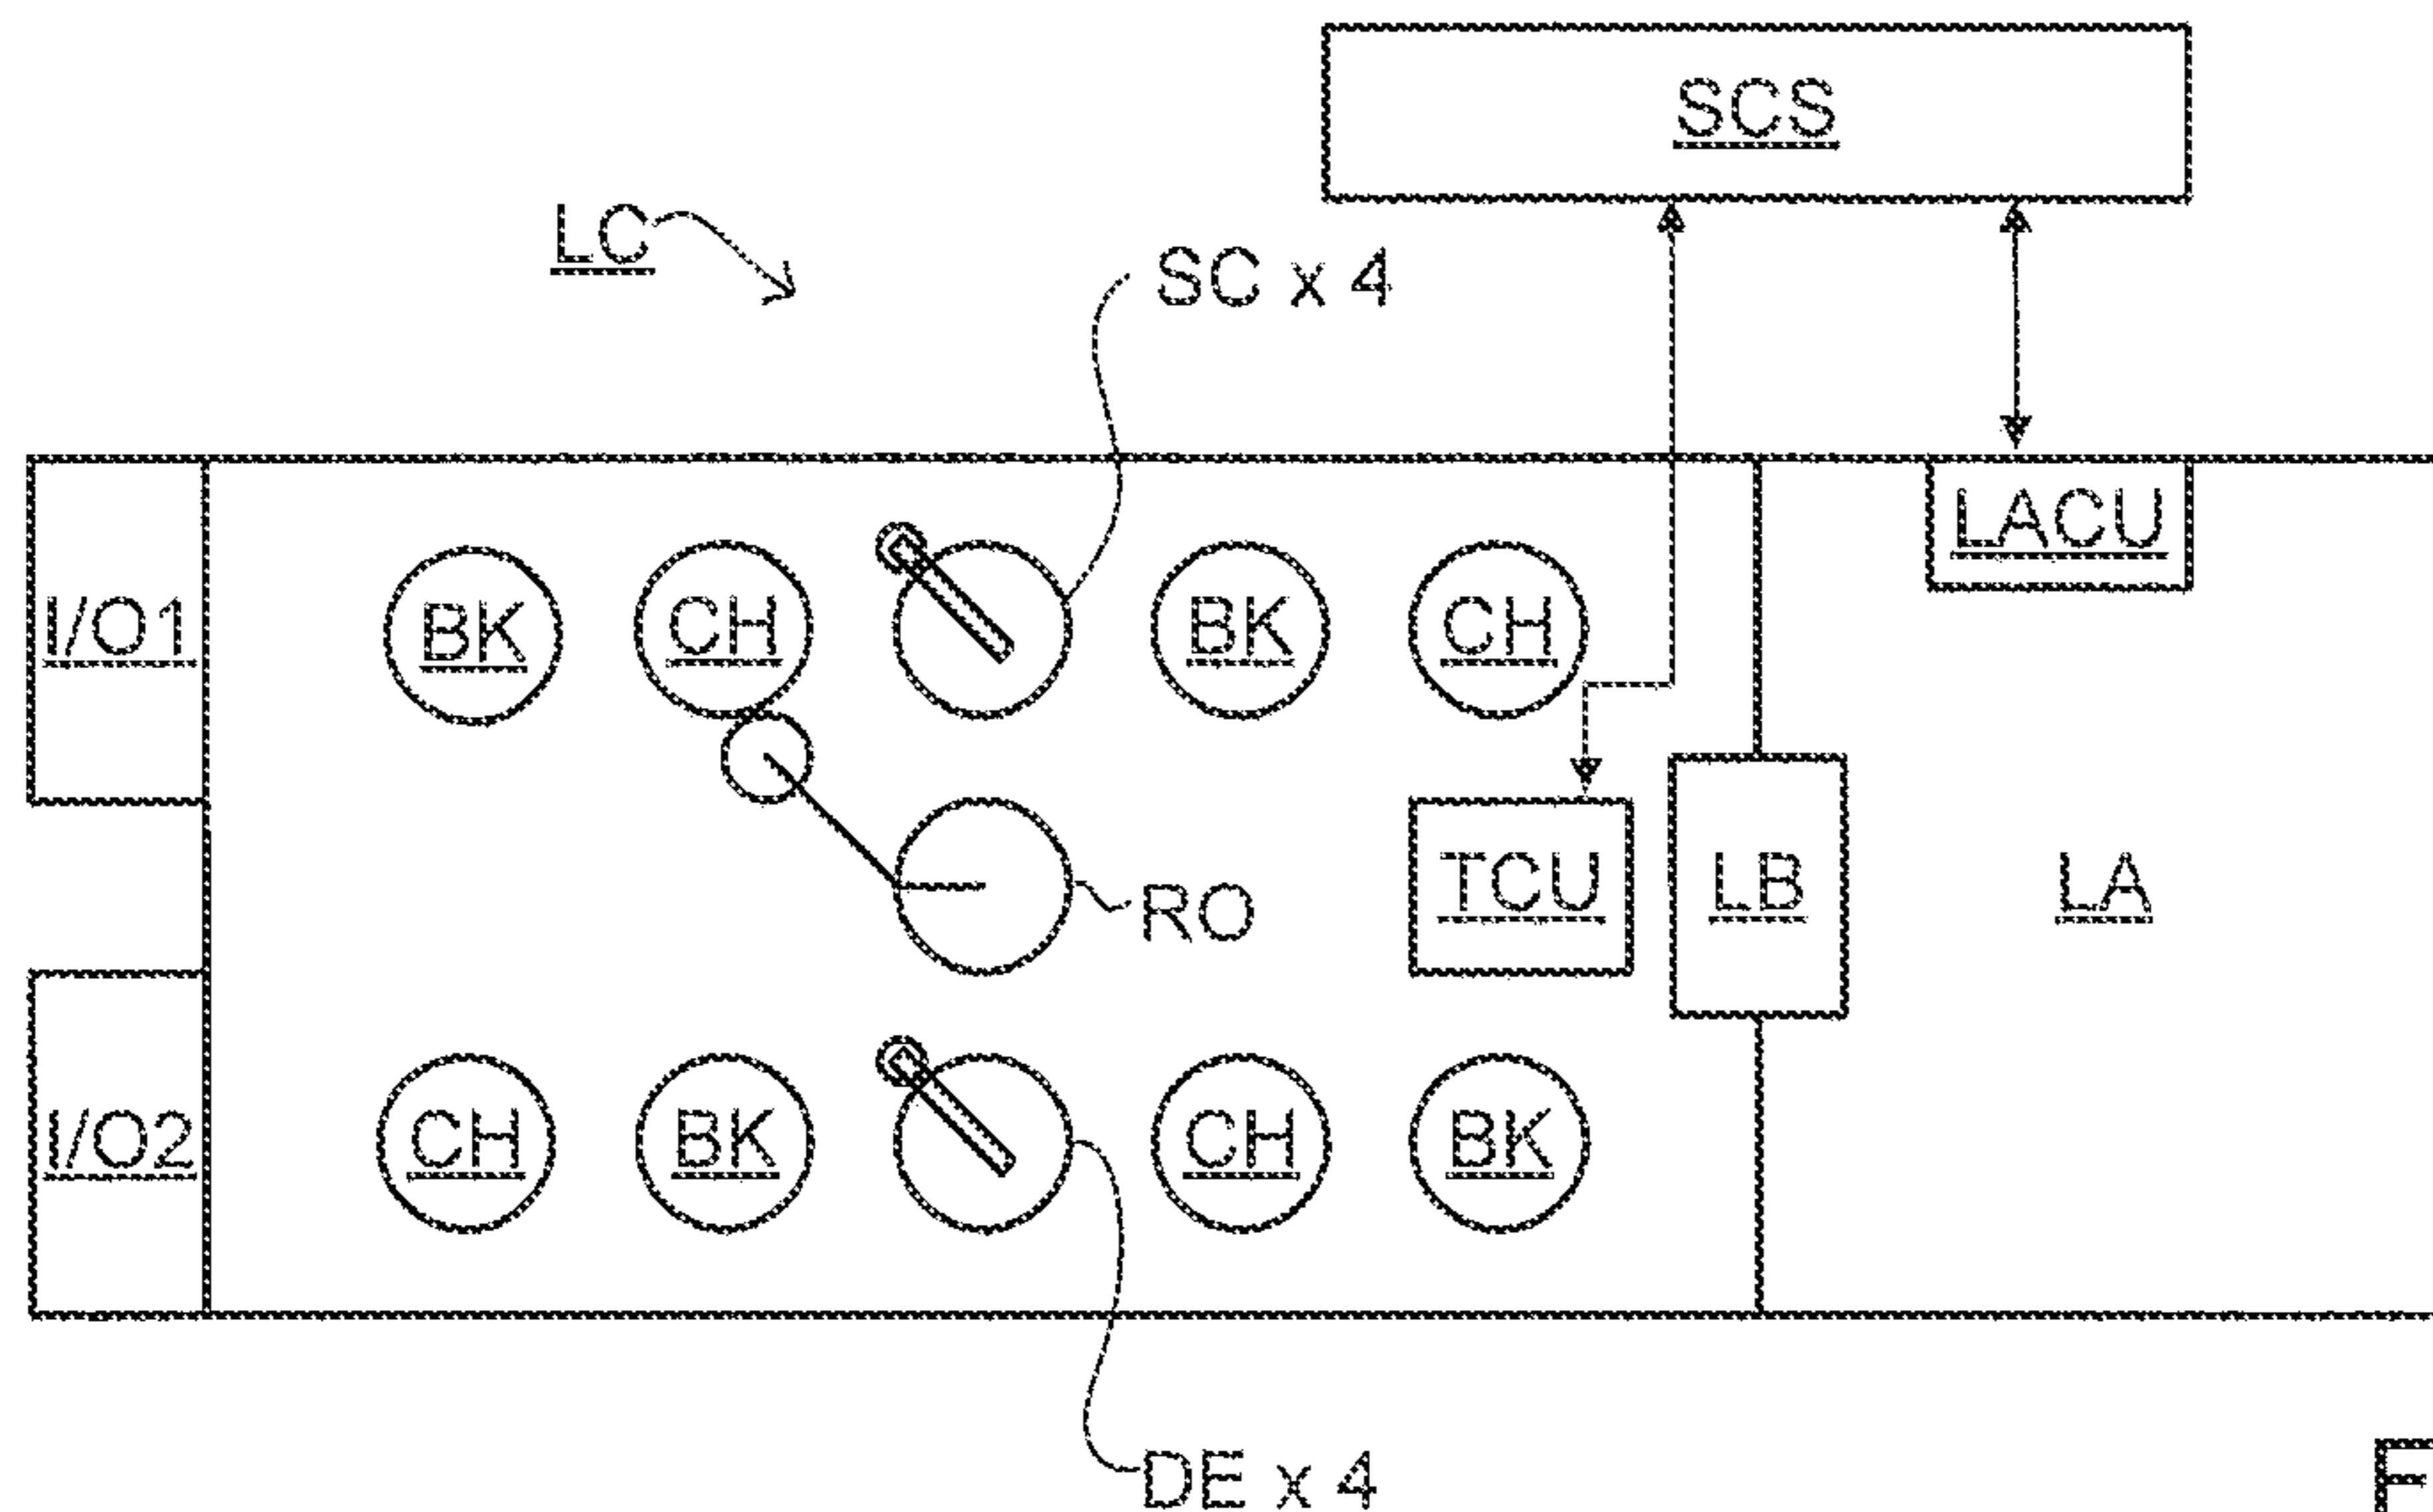 SCS
LC
SC x 4
LACU
I/O1
BK
CH
BK
CH
RO
TCU
LB
LA
I/O2
CH
BK
CH
BK
DE x 4
F